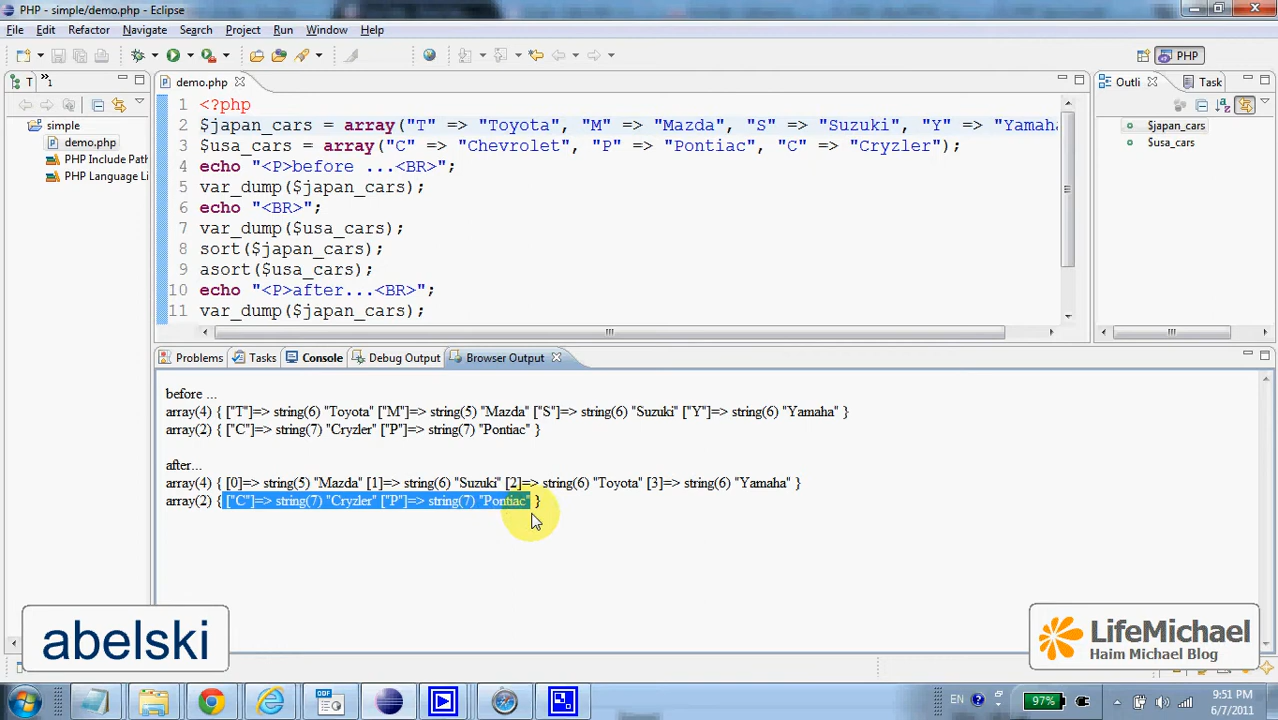 PHP - simple/demo.php - Eclipse
File Edit Refactor Navigate Search Project Run Window Help
PHP
T
1
demo.php
Outli
Task
simple
demo.php
PHP Include Path
PHP Language Li
1 <?php
2 $japan_cars = array("T" => "Toyota", "M" => "Mazda", "S" => "Suzuki", "Y" => "Yamaha
3 $usa_cars = array("C" => "Chevrolet", "P" => "Pontiac", "C" => "Cryzler");
4 echo "<P>before ...<BR>";
5 var_dump($japan_cars);
6 echo "<BR>";
7 var_dump($usa_cars);
8 sort($japan_cars);
9 asort($usa_cars);
10 echo "<P>after...<BR>";
11 var_dump($japan_cars);
$japan_cars
$usa_cars
Problems Tasks Console Debug Output Browser Output
before ...
array(4) { ["T"]=> string(6) "Toyota" ["M"]=> string(5) "Mazda" ["S"]=> string(6) "Suzuki" ["Y"]=> string(6) "Yamaha" }
array(2) { ["C"]=> string(7) "Cryzler" ["P"]=> string(7) "Pontiac" }
after...
array(4) { [0]=> string(5) "Mazda" [1]=> string(6) "Suzuki" [2]=> string(6) "Toyota" [3]=> string(6) "Yamaha" }
array(2) { ["C"]=> string(7) "Cryzler" ["P"]=> string(7) "Pontiac" }
abelski
LifeMichael
Haim Michael Blog
EN
97%
9:51 PM
6/7/2011